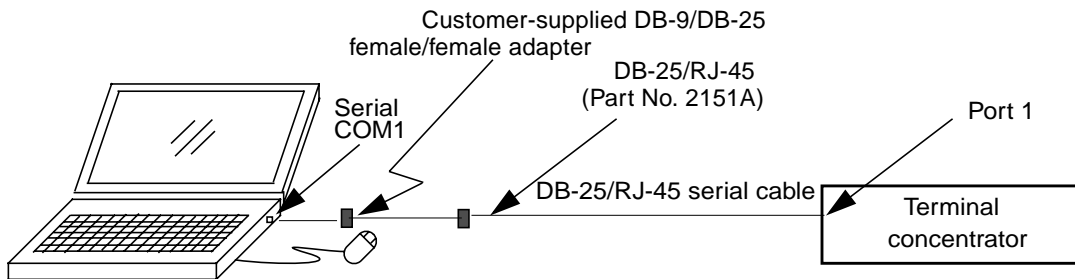 Customer-supplied DB-9/DB-25
female/female adapter
DB-25/RJ-45
(Part No. 2151A)
Serial
COM1
Port 1
DB-25/RJ-45 serial cable
Terminal
concentrator